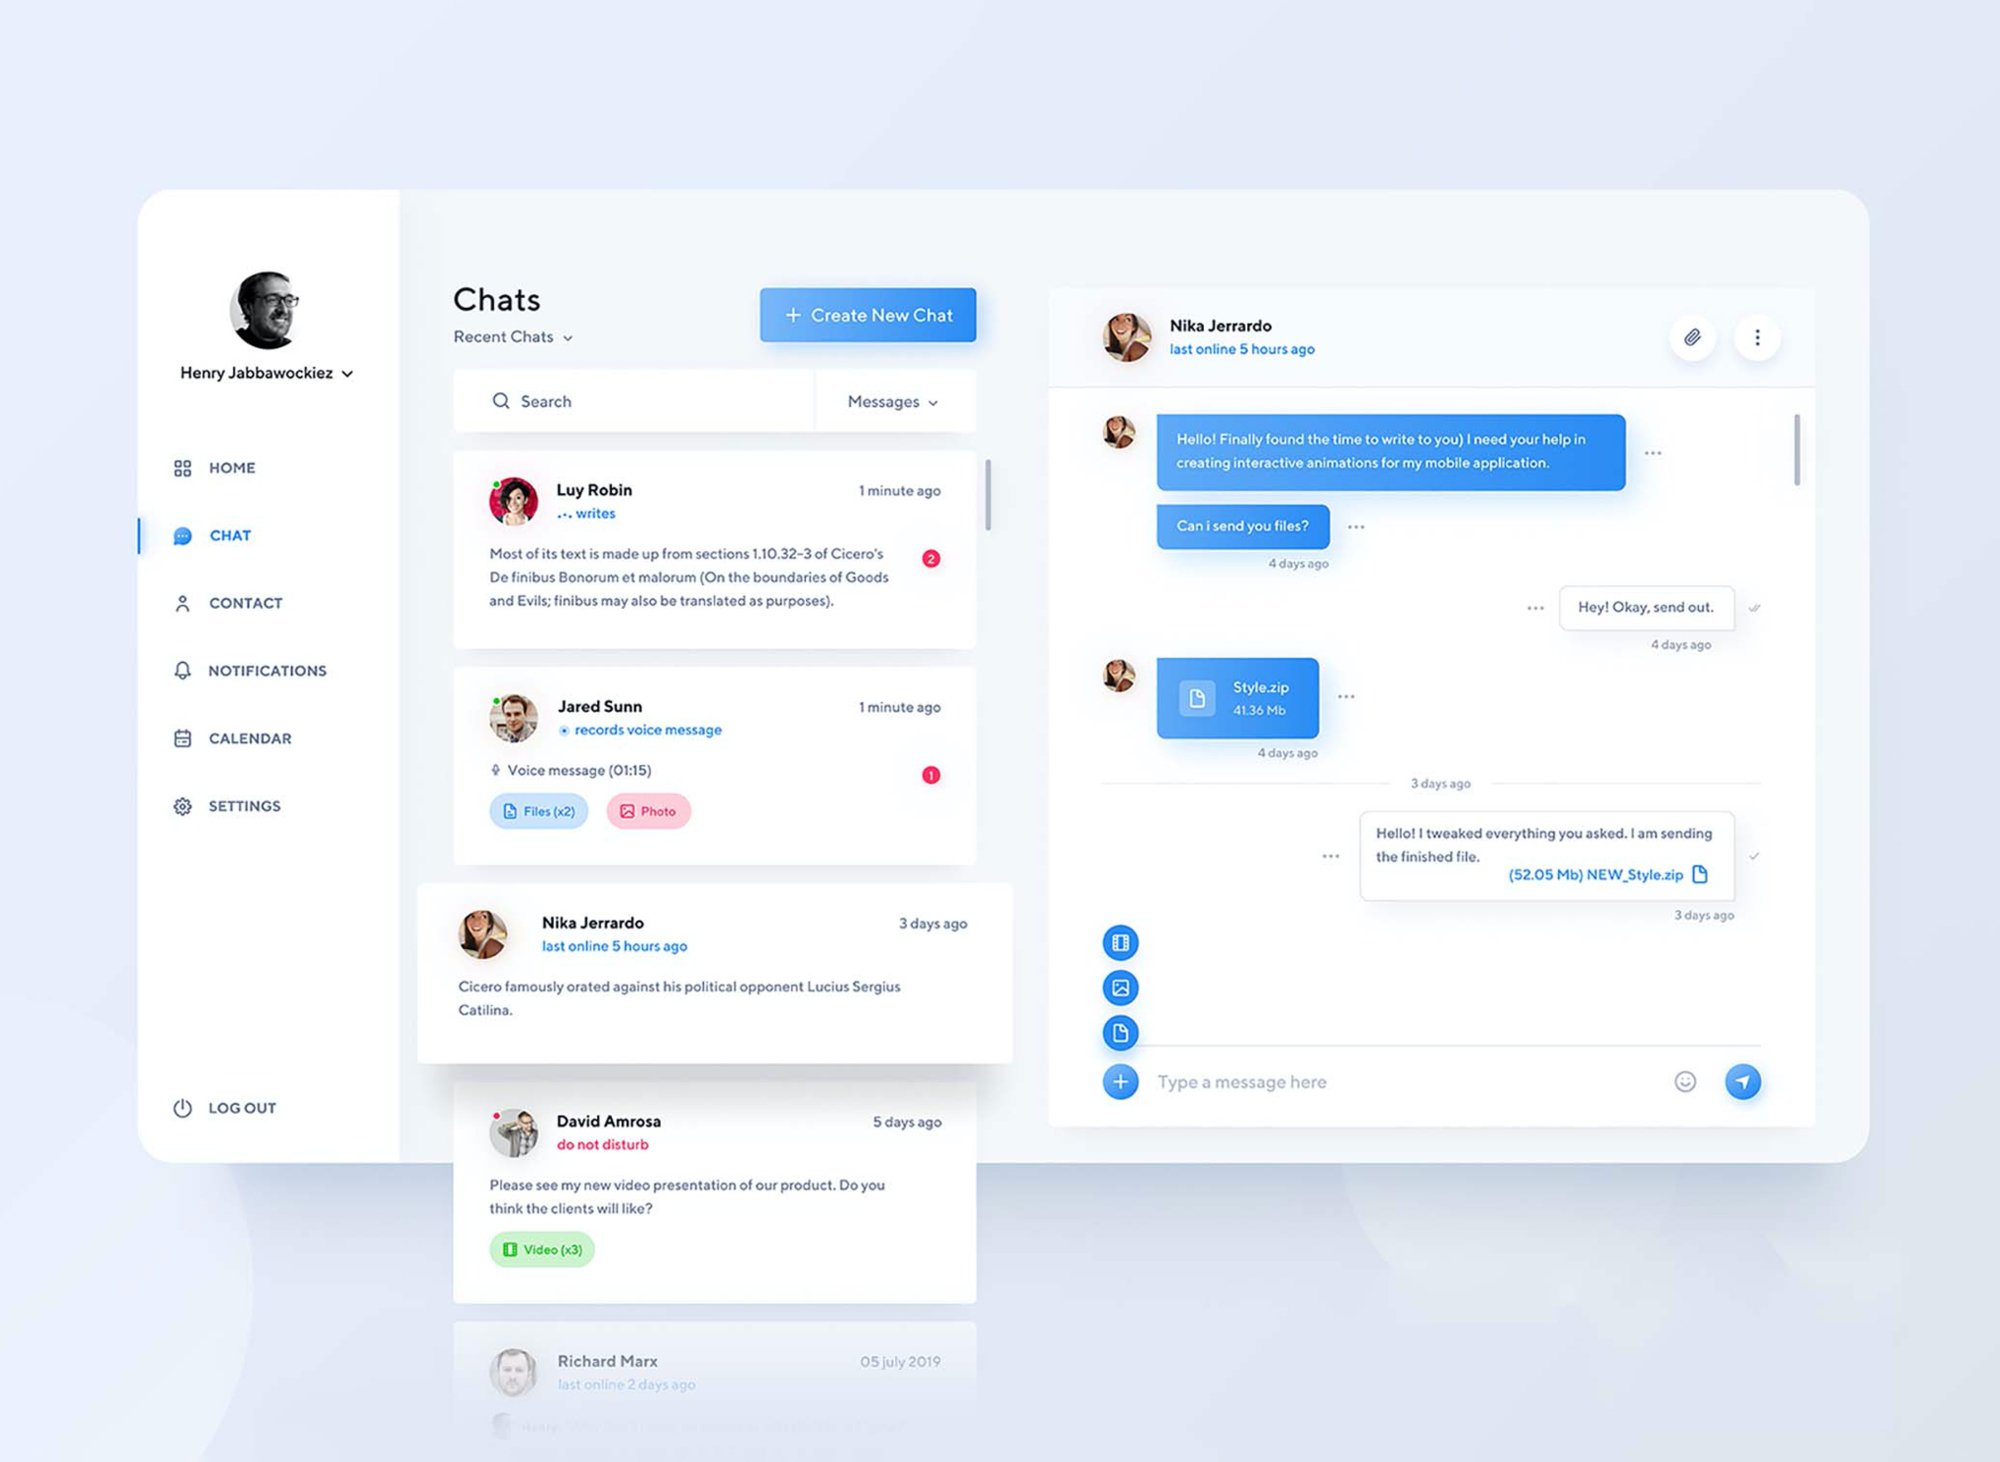 Henry Jabbawockiez
HOME
CHAT
CONTACT
NOTIFICATIONS
CALENDAR
SETTINGS
LOG OUT
Chats
Recent Chats
+ Create New Chat
Search
Messages
Luy Robin
1 minute ago
writes
Most of its text is made up from sections 1.10.32-3 of Cicero's
2
De finibus Bonorum et malorum (On the boundaries of Goods
and Evils; finibus may also be translated as purposes).
Jared Sunn
1 minute ago
records voice message
Voice message (01:15)
1
Files (x2)
Photo
Nika Jerrardo
3 days ago
last online 5 hours ago
Cicero famously orated against his political opponent Lucius Sergius
Catilina.
David Amrosa
5 days ago
do not disturb
Please see my new video presentation of our product. Do you
think the clients will like?
Video (x3)
Richard Marx
05 july 2019
last online 2 days ago
Nika Jerrardo
last online 5 hours ago
Hello! Finally found the time to write to you) I need your help in
creating interactive animations for my mobile application.
Can i send you files?
4 days ago
Hey! Okay, send out.
4 days ago
Style.zip
41.36 Mb
4 days ago
3 days ago
Hello! I tweaked everything you asked. I am sending
the finished file.
(52.05 Mb) NEW_Style.zip
3 days ago
Type a message here